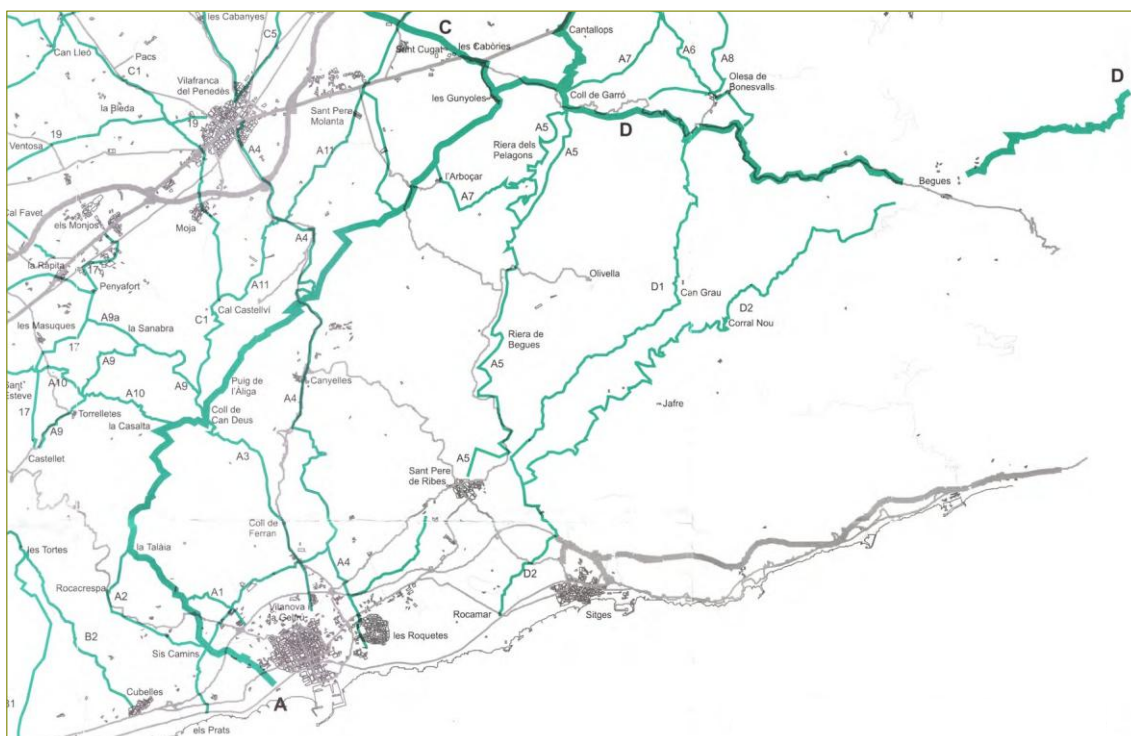 les Cabanyes
C5
C
Cantallops
Can Lleó
Pacs
C1
Sant Cugat
les Cabòries
A7
A6
A8
Vilafranca
del Penedès
Olesa de
Bonesvalls
D
la Bleda
les Gunyoles
Coll de Garró
Sant Pere
Molanta
19
19
Ventosa
A4
A11
A5
D
Riera dels
Pelagons
A5
l'Arboçar
A7
Begues
Cal Favet
els Monjos
Moja
A4
la Ràpita
17
Penyafort
A11
Olivella
Cal Castellví
D1
Can Grau
D2
Corral Nou
C1
A9a
la Sanabra
les Masuques
17
Riera de
Begues
A9
A5
A9
Puig de
l'Àliga
Canyelles
Sant
Esteve
A10
A10
A4
Jafre
17
Torrelletes
Coll de
Can Deus
A9
la Casalta
Castellet
A3
A5
Sant Pere
de Ribes
Coll de
Ferran
les Tortes
la Talàia
A4
Rocacrespa
A2
A1
D2
Vilanova
i la Geltrú
Rocamar
Sitges
B2
les Roquetes
Sis Camins
Cubelles
A
els Prats